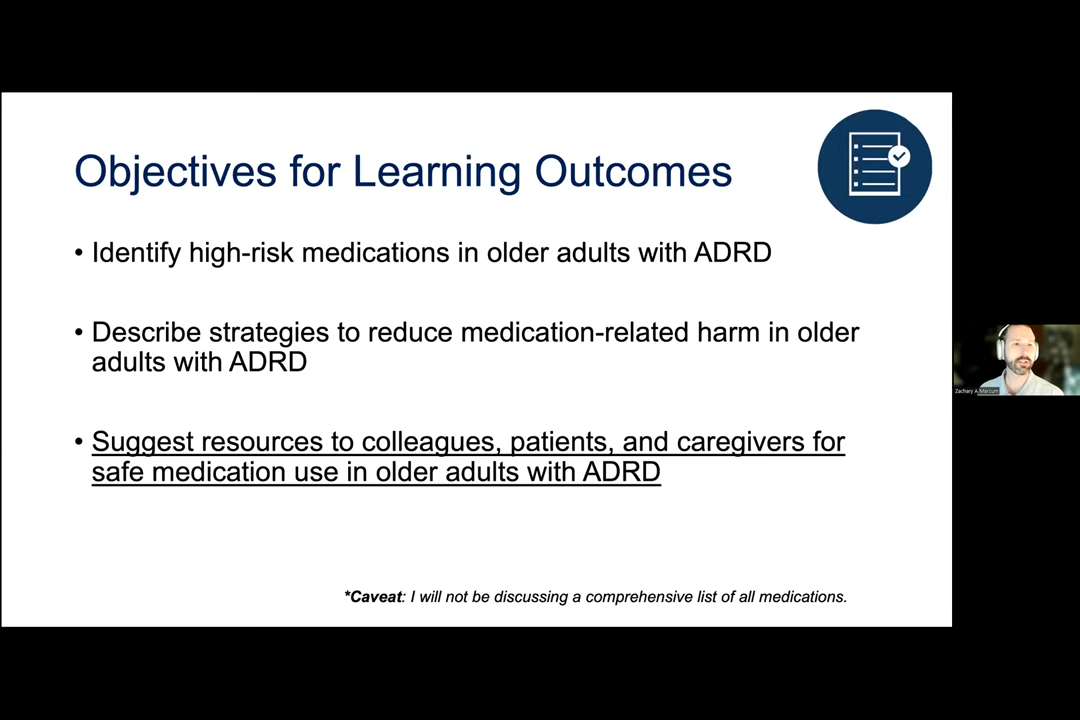 Objectives for Learning Outcomes
• Identify high-risk medications in older adults with ADRD
• Describe strategies to reduce medication-related harm in older
adults with ADRD
• Suggest resources to colleagues, patients, and caregivers for
safe medication use in older adults with ADRD
*Caveat: I will not be discussing a comprehensive list of all medications.
Zachary A Marcum